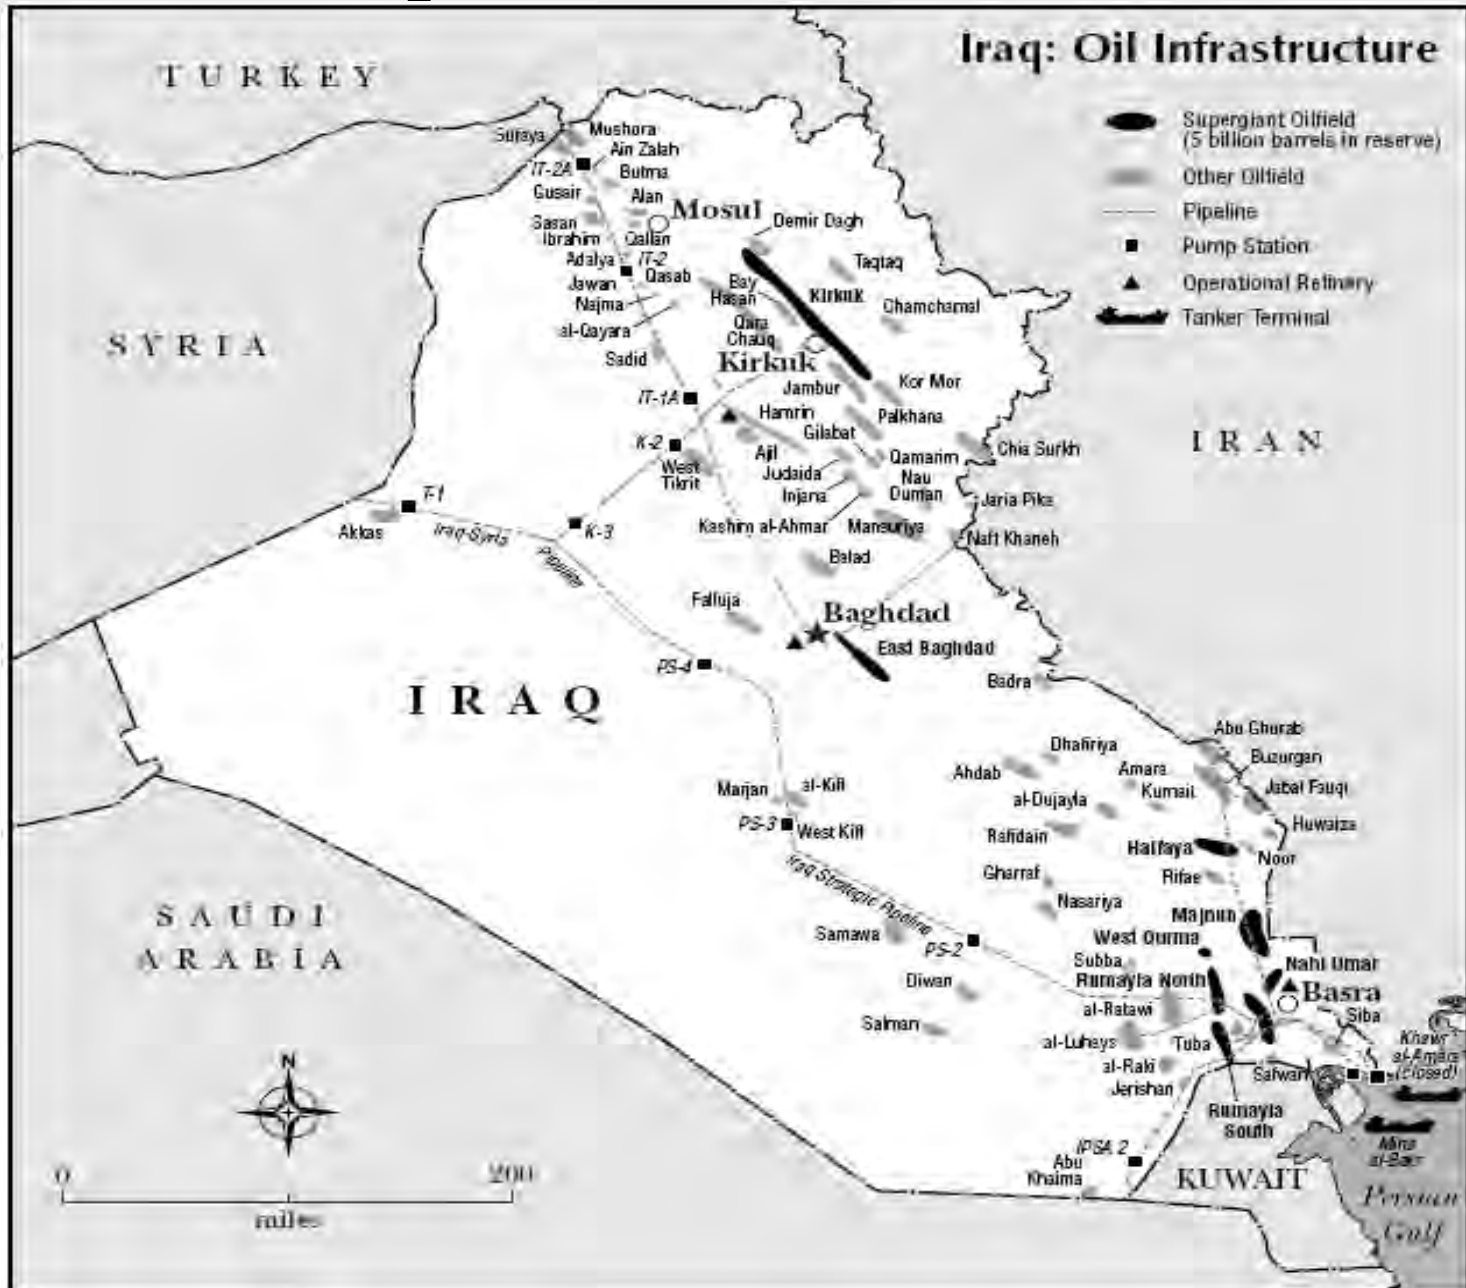 Iraq: Oil Infrastructure
Supergiant Oilfield
(5 billion barrels in reserve)
Other Oilfield
Pipeline
Pump Station
Operational Refinery
Tanker Terminal
TURKEY
SYRIA
IRAN
IRAQ
SAUDI
ARABIA
KUWAIT
Persian
Gulf
Sufaya
Mushora
Ain Zalah
IT-2A
Butma
Gusair
Alan
Mosul
Sasan
Ibrahim
Qallan
Adalya
IT-2
Jawan
Qasab
Najma
al-Qayara
Sadid
Demir Dagh
Taqtaq
Bay
Hasan
Kirkuk
Chamchamal
Qara
Chauq
Kirkuk
Jambur
Kor Mor
IT-1A
Hamrin
Palkhana
Gilabat
K-2
Ajil
Qamarim
Chia Surkh
West
Tikrit
Judaida
Nau
Duman
Injana
Jaria Pika
T-1
Akkas
Iraq-Syria
Pipeline
K-3
Kashim al-Ahmar
Mansuriya
Naft Khaneh
Balad
Falluja
Baghdad
East Baghdad
PS-4
Badra
Abu Ghurab
Dhafiriya
Buzurgan
Ahdab
Amara
Kumait
Jabal Fauqi
al-Dujayla
Marjan
al-Kifl
PS-3
West Kifl
Rafidain
Huwaiza
Halfaya
Noor
Iraq Strategic Pipeline
Gharraf
Rifae
Nasariya
Majnun
Samawa
PS-2
West Qurna
Subba
Nahr Umar
Diwan
Rumayla North
Basra
al-Ratawi
Siba
Salman
al-Luhays
Tuba
Khawr
al-Amaia
(closed)
al-Raki
Safwan
Jerishan
Rumayla
South
Mina
al-Bakr
IPSA 2
Abu
Khaima
N
0
200
miles